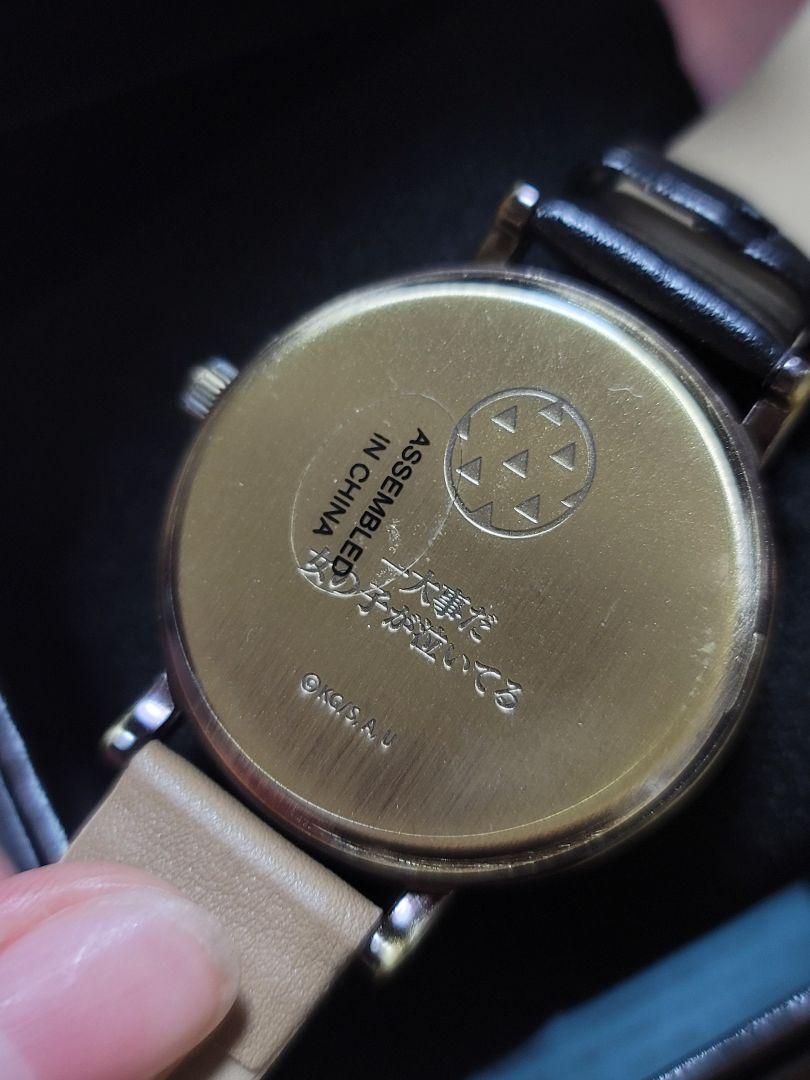 ASSEMBLED
IN CHINA
一大事だ
女の子が泣いてる
©KG/S, A, U